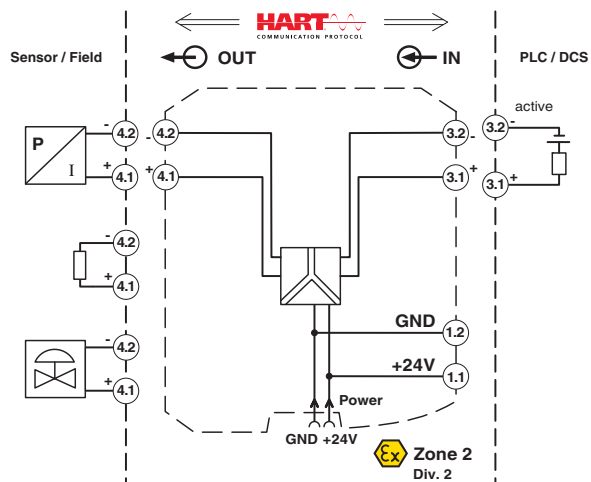 HART
COMMUNICATION PROTOCOL
Sensor / Field
OUT
IN
PLC / DCS
active
P
I
- 4.2
+ 4.1
4.2 -
4.1 +
3.2 -
3.1 +
3.2 -
3.1 +
- 4.2
+ 4.1
- 4.2
+ 4.1
GND
1.2
+24V
1.1
Power
GND +24V
Ex
Zone 2
Div. 2